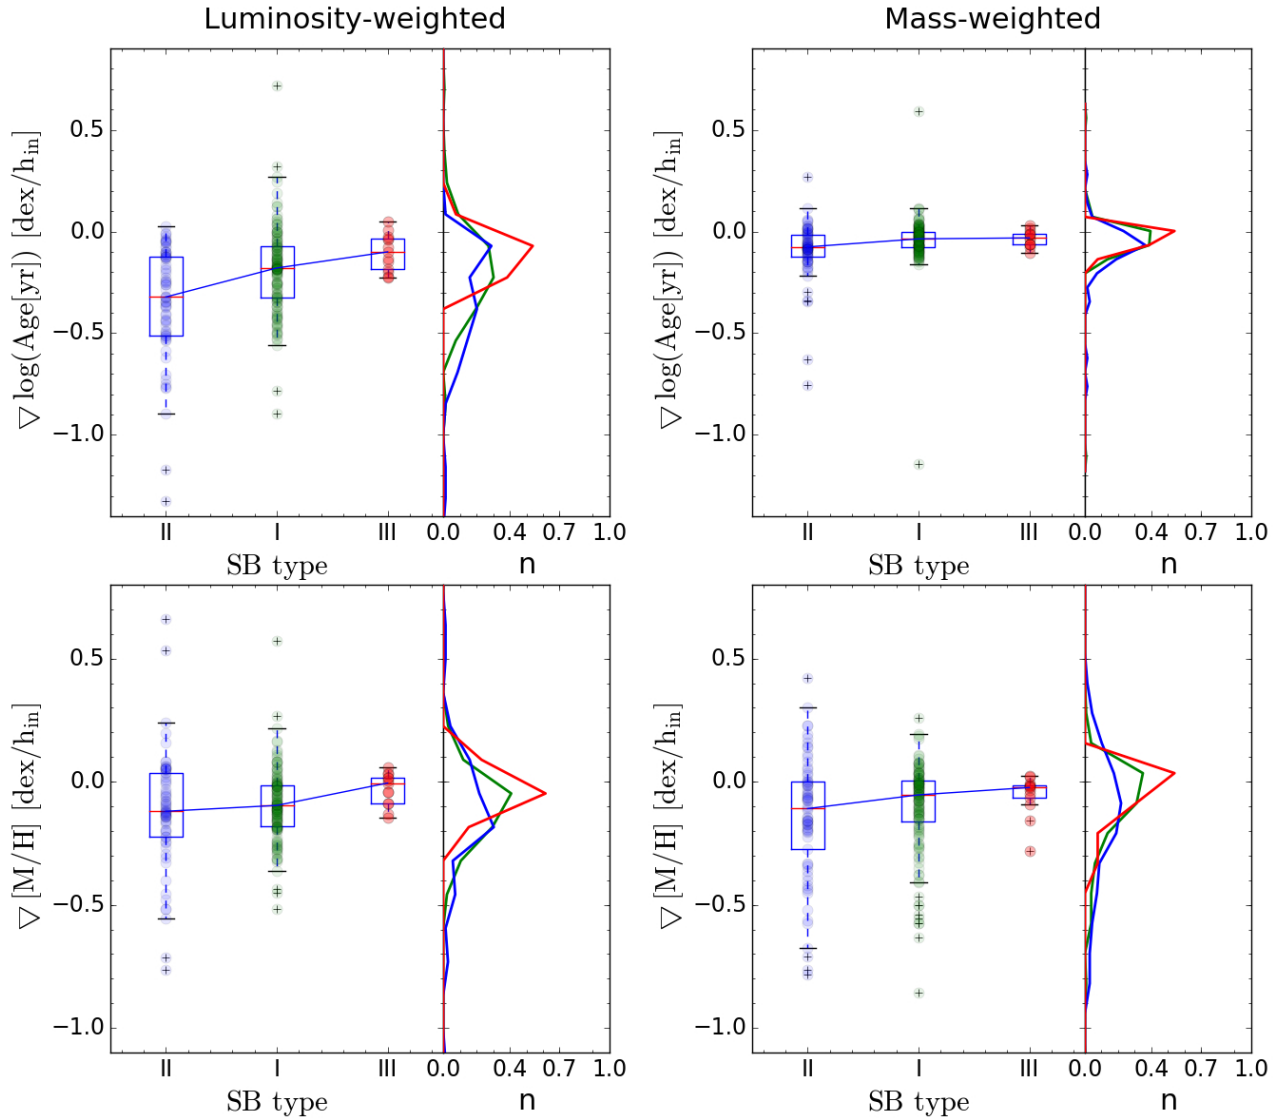 Luminosity-weighted
Mass-weighted
▽ log(Age[yr]) [dex/h_in]
0.5
0.0
−0.5
−1.0
II I III 0.0 0.4 0.7 1.0
SB type n
▽ log(Age[yr]) [dex/h_in]
0.5
0.0
−0.5
−1.0
II I III 0.0 0.4 0.7 1.0
SB type n
▽ [M/H] [dex/h_in]
0.5
0.0
−0.5
−1.0
II I III 0.0 0.4 0.7 1.0
SB type n
▽ [M/H] [dex/h_in]
0.5
0.0
−0.5
−1.0
II I III 0.0 0.4 0.7 1.0
SB type n